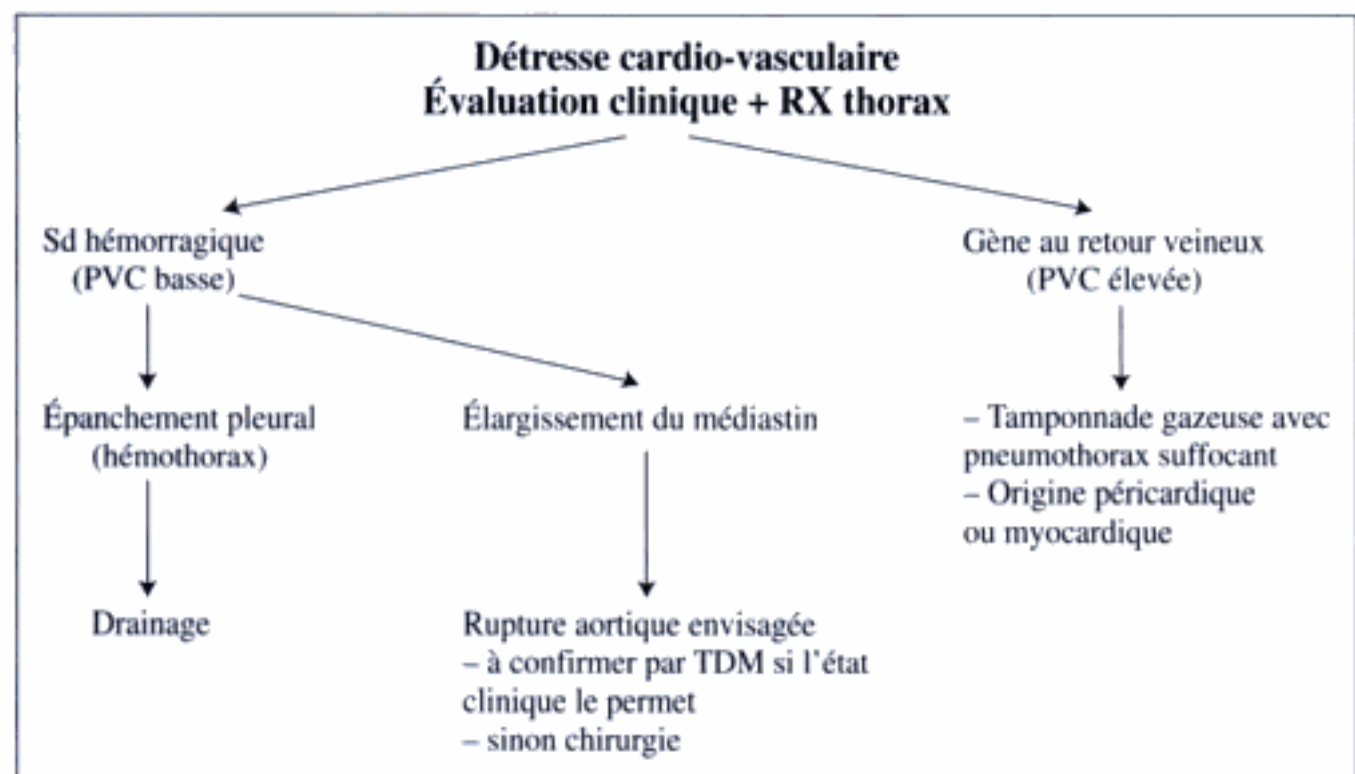 Détresse cardio-vasculaire
Évaluation clinique + RX thorax
Sd hémorragique
(PVC basse)
Gène au retour veineux
(PVC élevée)
Épanchement pleural
(hémothorax)
Élargissement du médiastin
– Tamponnade gazeuse avec
pneumothorax suffocant
– Origine péricardique
ou myocardique
Drainage
Rupture aortique envisagée
– à confirmer par TDM si l'état
clinique le permet
– sinon chirurgie